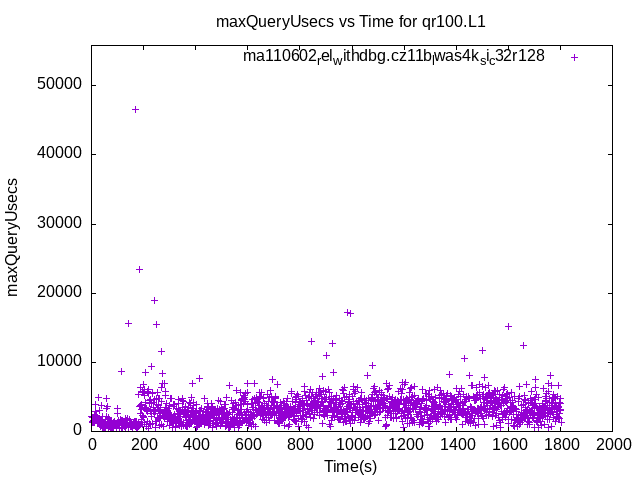 maxQueryUsecs vs Time for qr100.L1
ma110602relwithdbg.cz11blwas4ksic32r128
50000
40000
30000
20000
10000
0
maxQueryUsecs
0 200 400 600 800 1000 1200 1400 1600 1800 2000
Time(s)